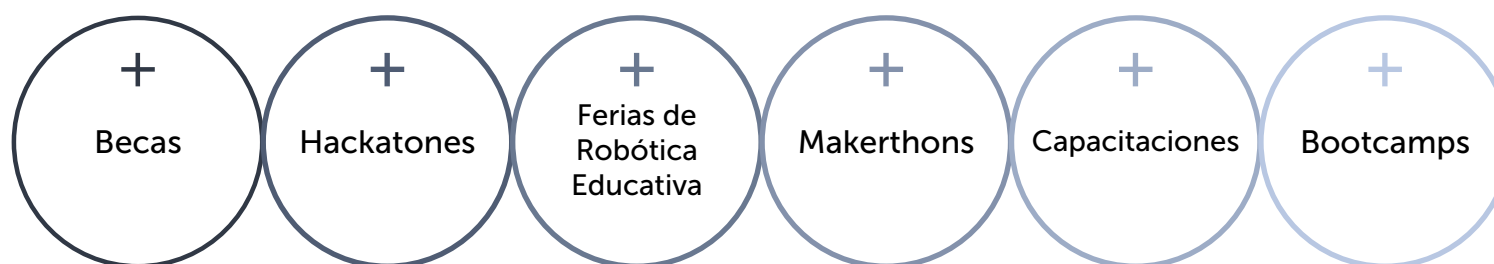 +
Becas
+
Hackatones
+
Ferias de
Robótica
Educativa
+
Makerthons
+
Capacitaciones
+
Bootcamps